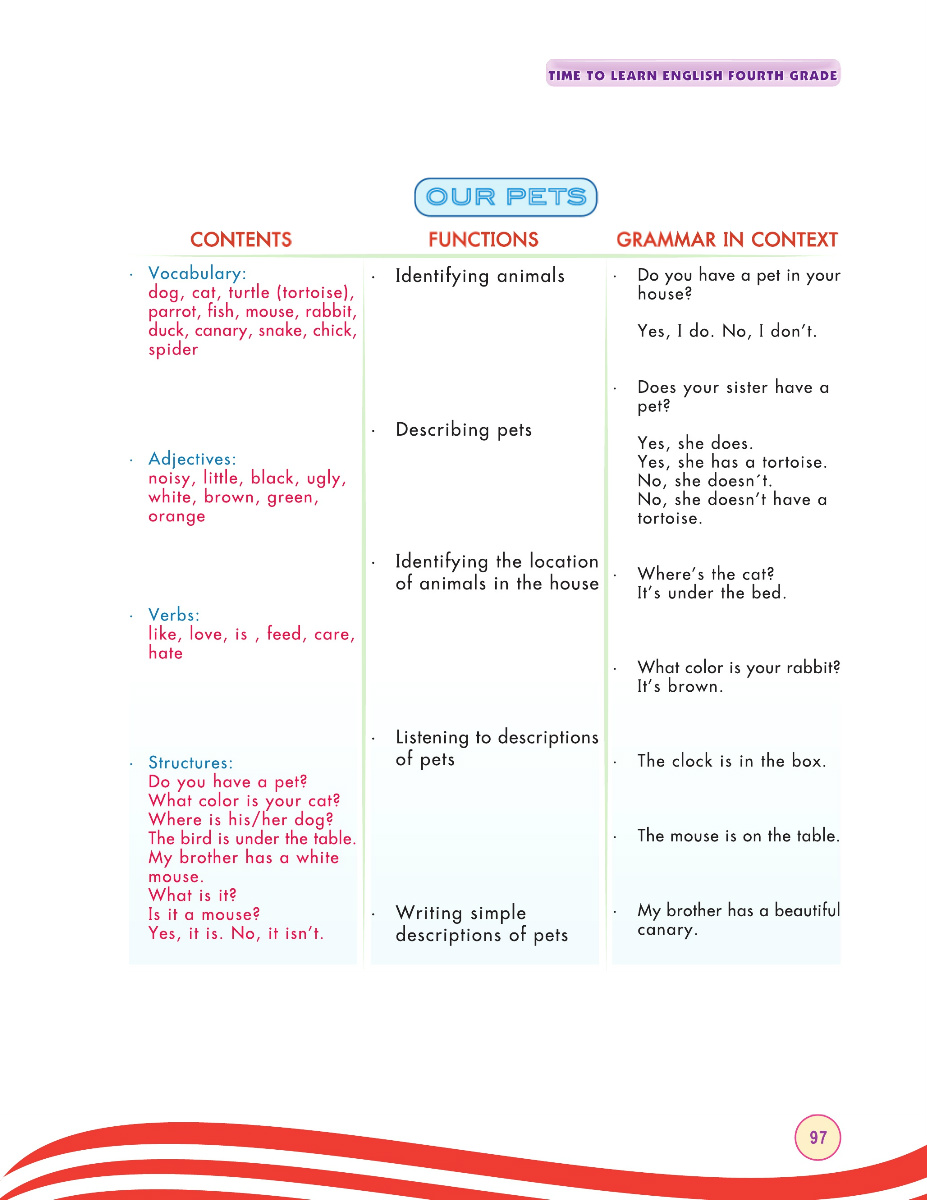 TIME TO LEARN ENGLISH FOURTH GRADE
OUR PETS
CONTENTS
· Vocabulary:
dog, cat, turtle (tortoise),
parrot, fish, mouse, rabbit,
duck, canary, snake, chick,
spider
· Adjectives:
noisy, little, black, ugly,
white, brown, green,
orange
· Verbs:
like, love, is , feed, care,
hate
· Structures:
Do you have a pet?
What color is your cat?
Where is his/her dog?
The bird is under the table.
My brother has a white
mouse.
What is it?
Is it a mouse?
Yes, it is. No, it isn't.
FUNCTIONS
· Identifying animals
· Describing pets
· Identifying the location
of animals in the house
· Listening to descriptions
of pets
· Writing simple
descriptions of pets
GRAMMAR IN CONTEXT
· Do you have a pet in your
house?
Yes, I do. No, I don't.
· Does your sister have a
pet?
Yes, she does.
Yes, she has a tortoise.
No, she doesn´t.
No, she doesn't have a
tortoise.
· Where's the cat?
It's under the bed.
· What color is your rabbit?
It's brown.
· The clock is in the box.
· The mouse is on the table.
· My brother has a beautiful
canary.
97